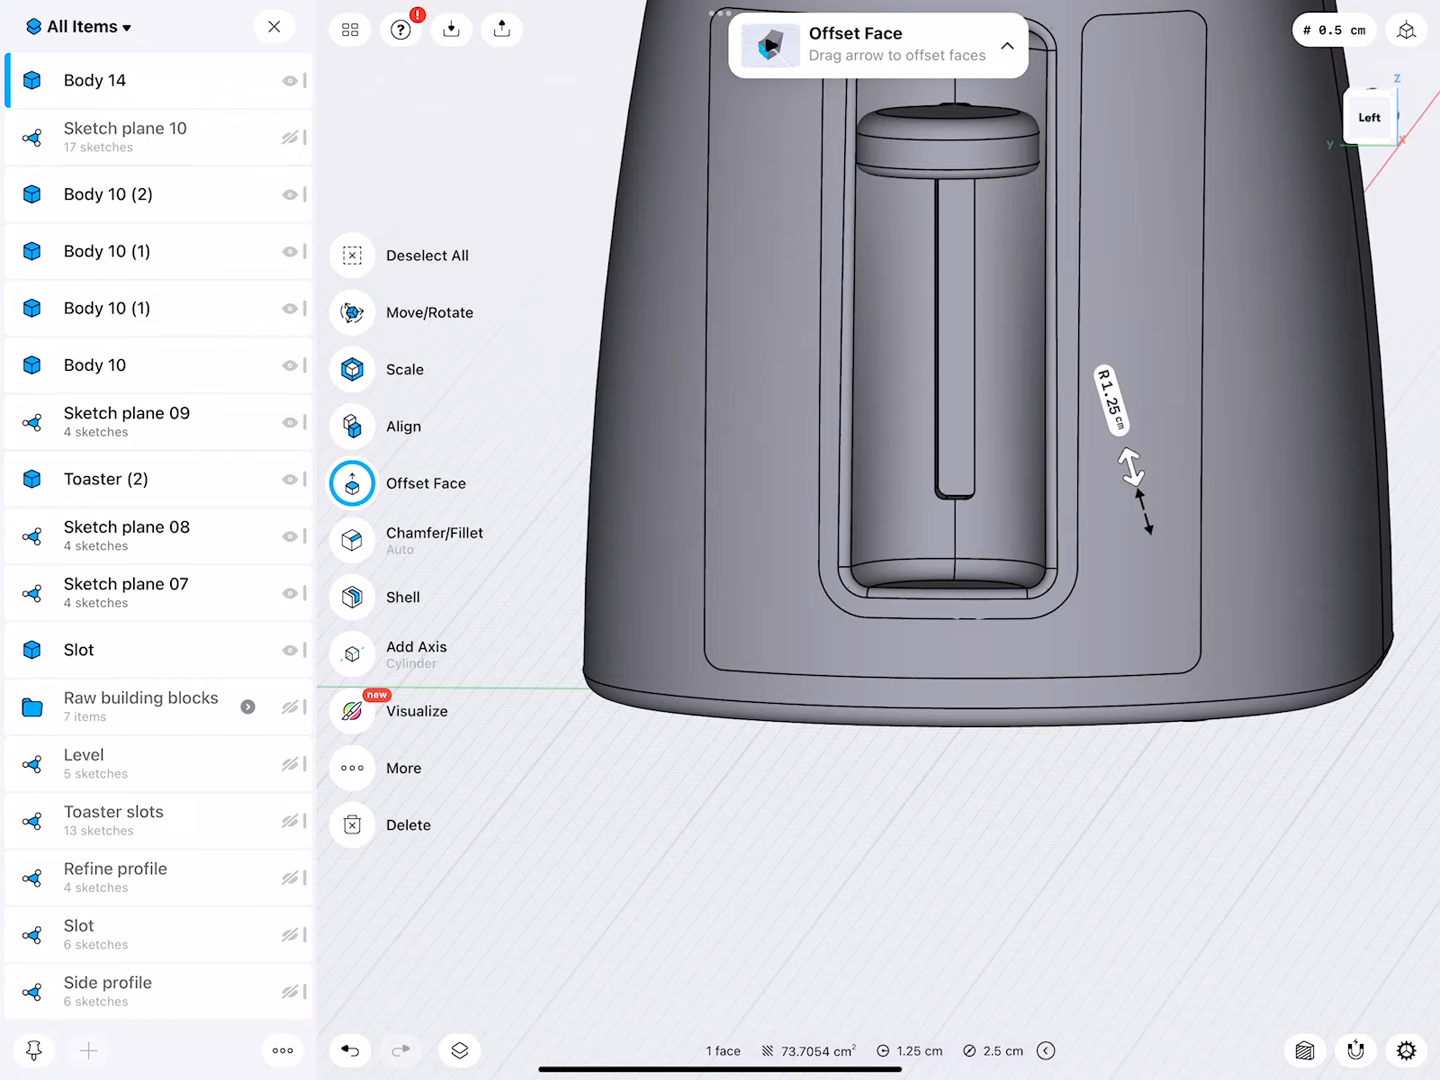 All Items
Body 14
Sketch plane 10
17 sketches
Body 10 (2)
Body 10 (1)
Body 10 (1)
Body 10
Sketch plane 09
4 sketches
Toaster (2)
Sketch plane 08
4 sketches
Sketch plane 07
4 sketches
Slot
Raw building blocks
7 items
Level
5 sketches
Toaster slots
13 sketches
Refine profile
4 sketches
Slot
6 sketches
Side profile
6 sketches
Offset Face
Drag arrow to offset faces
# 0.5 cm
Z
Left
Y
X
Deselect All
Move/Rotate
Scale
Align
Offset Face
Chamfer/Fillet
Auto
Shell
Add Axis
Cylinder
new
Visualize
More
Delete
R 1.25 cm
1 face 73.7054 cm² 1.25 cm 2.5 cm